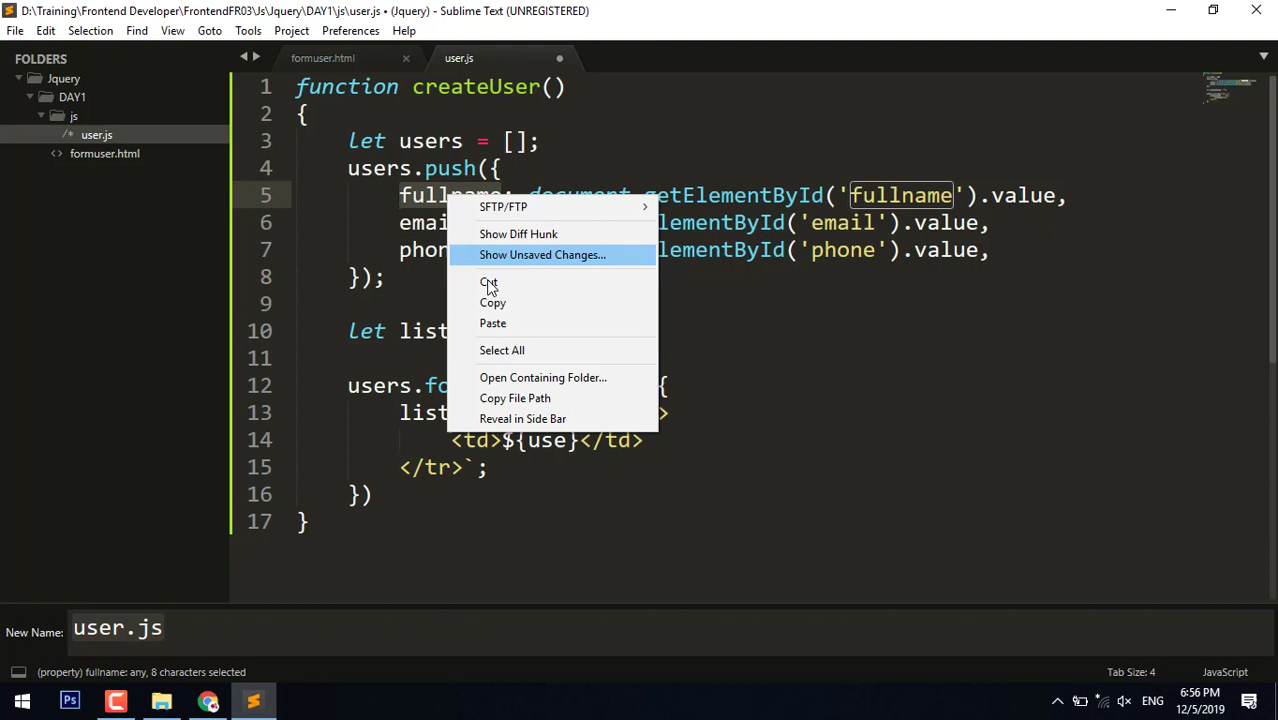 D:\Training\Frontend Developer\FrontendFR03\Js\Jquery\DAY1\js\user.js • (Jquery) - Sublime Text (UNREGISTERED)
File Edit Selection Find View Goto Tools Project Preferences Help
FOLDERS
Jquery
DAY1
js
/* user.js
formuser.html
formuser.html
user.js
1 function createUser()
2 {
3 let users = [];
4 users.push({
5 fullname: document.getElementById('fullname').value,
6 email ElementById('email').value,
7 phon lementById('phone').value,
8 });
9
10 let list
11
12 users.fo {
13 list >
14 <td>${use}</td>
15 </tr>`;
16 })
17 }
SFTP/FTP
Show Diff Hunk
Show Unsaved Changes...
Cut
Copy
Paste
Select All
Open Containing Folder...
Copy File Path
Reveal in Side Bar
New Name: user.js
(property) fullname: any, 8 characters selected
Tab Size: 4
JavaScript
Ps
ENG
6:56 PM
12/5/2019